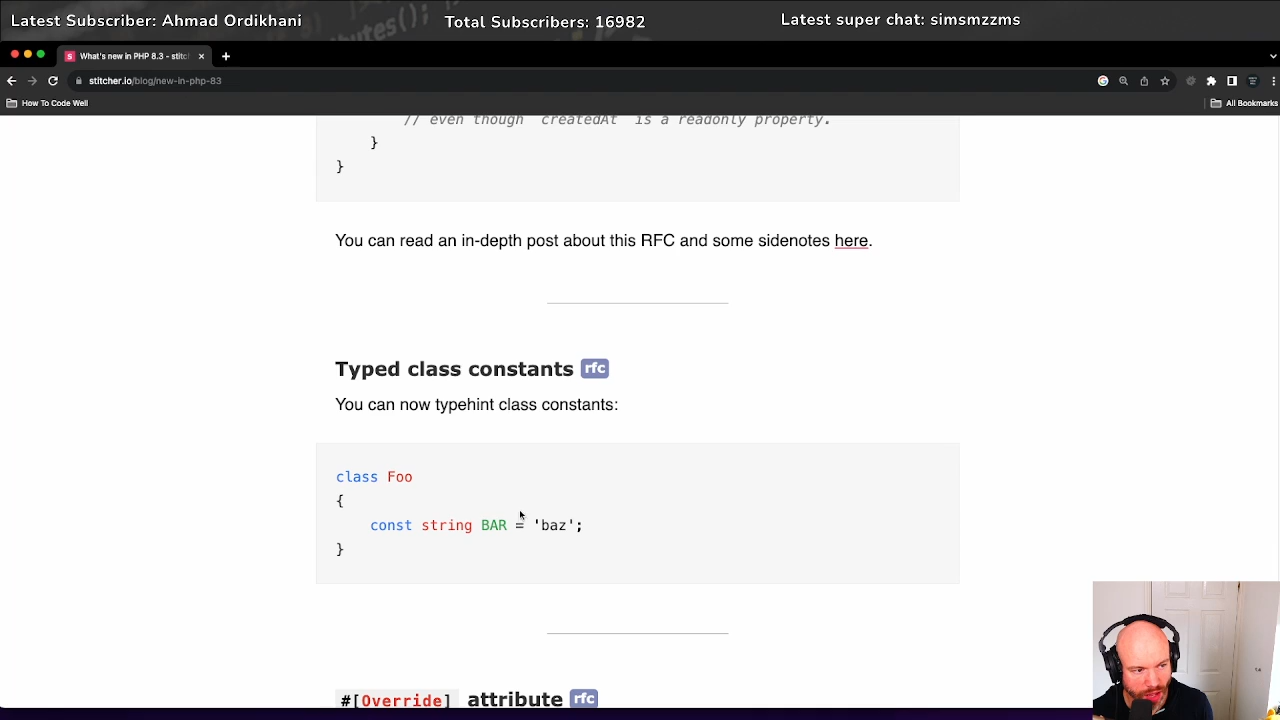 Latest Subscriber: Ahmad Ordikhani
Total Subscribers: 16982
Latest super chat: simsmzzms
What's new in PHP 8.3 - stitc
stitcher.io/blog/new-in-php-83
How To Code Well
All Bookmarks
// even though `createdAt` is a readonly property.
}
}
You can read an in-depth post about this RFC and some sidenotes here.
Typed class constants rfc
You can now typehint class constants:
class Foo
{
const string BAR = 'baz';
}
#[Override] attribute rfc